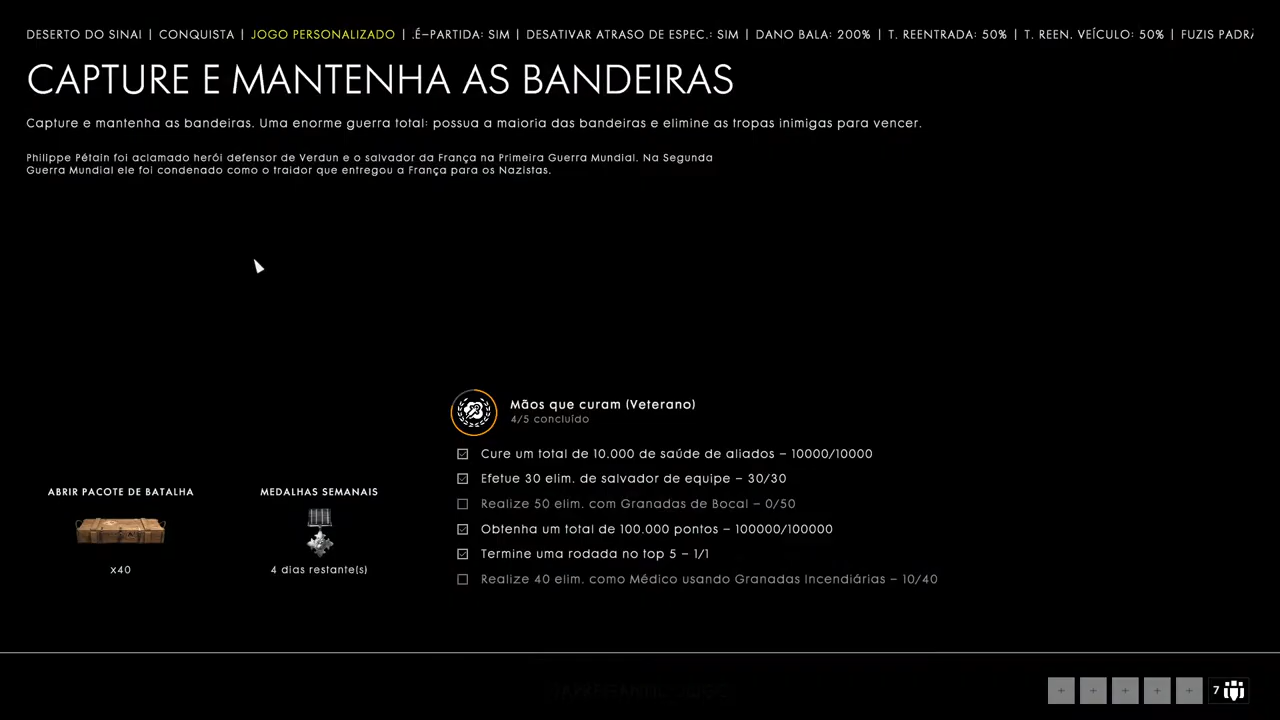 DESERTO DO SINAI | CONQUISTA | JOGO PERSONALIZADO | .É-PARTIDA: SIM | DESATIVAR ATRASO DE ESPEC.: SIM | DANO BALA: 200% | T. REENTRADA: 50% | T. REEN. VEÍCULO: 50% | FUZIS PADR
CAPTURE E MANTENHA AS BANDEIRAS
Capture e mantenha as bandeiras. Uma enorme guerra total: possua a maioria das bandeiras e elimine as tropas inimigas para vencer.
Philippe Pétain foi aclamado herói defensor de Verdun e o salvador da França na Primeira Guerra Mundial. Na Segunda
Guerra Mundial ele foi condenado como o traidor que entregou a França para os Nazistas.
Mãos que curam (Veterano)
4/5 concluído
Cure um total de 10.000 de saúde de aliados – 10000/10000
Efetue 30 elim. de salvador de equipe – 30/30
Realize 50 elim. com Granadas de Bocal – 0/50
Obtenha um total de 100.000 pontos – 100000/100000
Termine uma rodada no top 5 – 1/1
Realize 40 elim. como Médico usando Granadas Incendiárias – 10/40
ABRIR PACOTE DE BATALHA
x40
MEDALHAS SEMANAIS
4 dias restante(s)
7